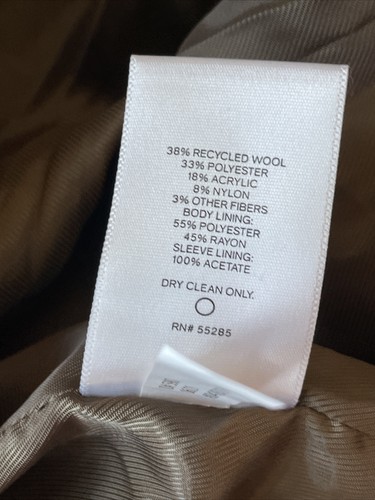 38% RECYCLED WOOL
33% POLYESTER
18% ACRYLIC
8% NYLON
3% OTHER FIBERS
BODY LINING:
55% POLYESTER
45% RAYON
SLEEVE LINING:
100% ACETATE
DRY CLEAN ONLY.
RN# 55285